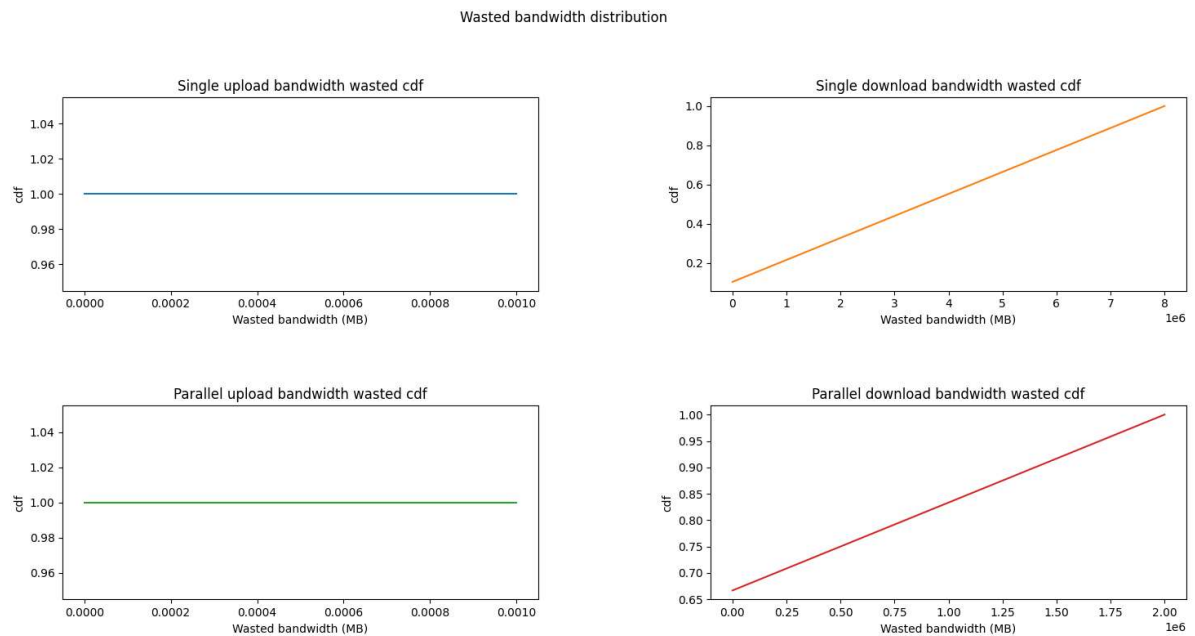 Wasted bandwidth distribution
Single upload bandwidth wasted cdf
1.04
1.02
1.00
0.98
0.96
cdf
0.0000 0.0002 0.0004 0.0006 0.0008 0.0010
Wasted bandwidth (MB)
Single download bandwidth wasted cdf
1.0
0.8
0.6
0.4
0.2
cdf
0 1 2 3 4 5 6 7 8
1e6
Wasted bandwidth (MB)
Parallel upload bandwidth wasted cdf
1.04
1.02
1.00
0.98
0.96
cdf
0.0000 0.0002 0.0004 0.0006 0.0008 0.0010
Wasted bandwidth (MB)
Parallel download bandwidth wasted cdf
1.00
0.95
0.90
0.85
0.80
0.75
0.70
0.65
cdf
0.00 0.25 0.50 0.75 1.00 1.25 1.50 1.75 2.00
1e6
Wasted bandwidth (MB)